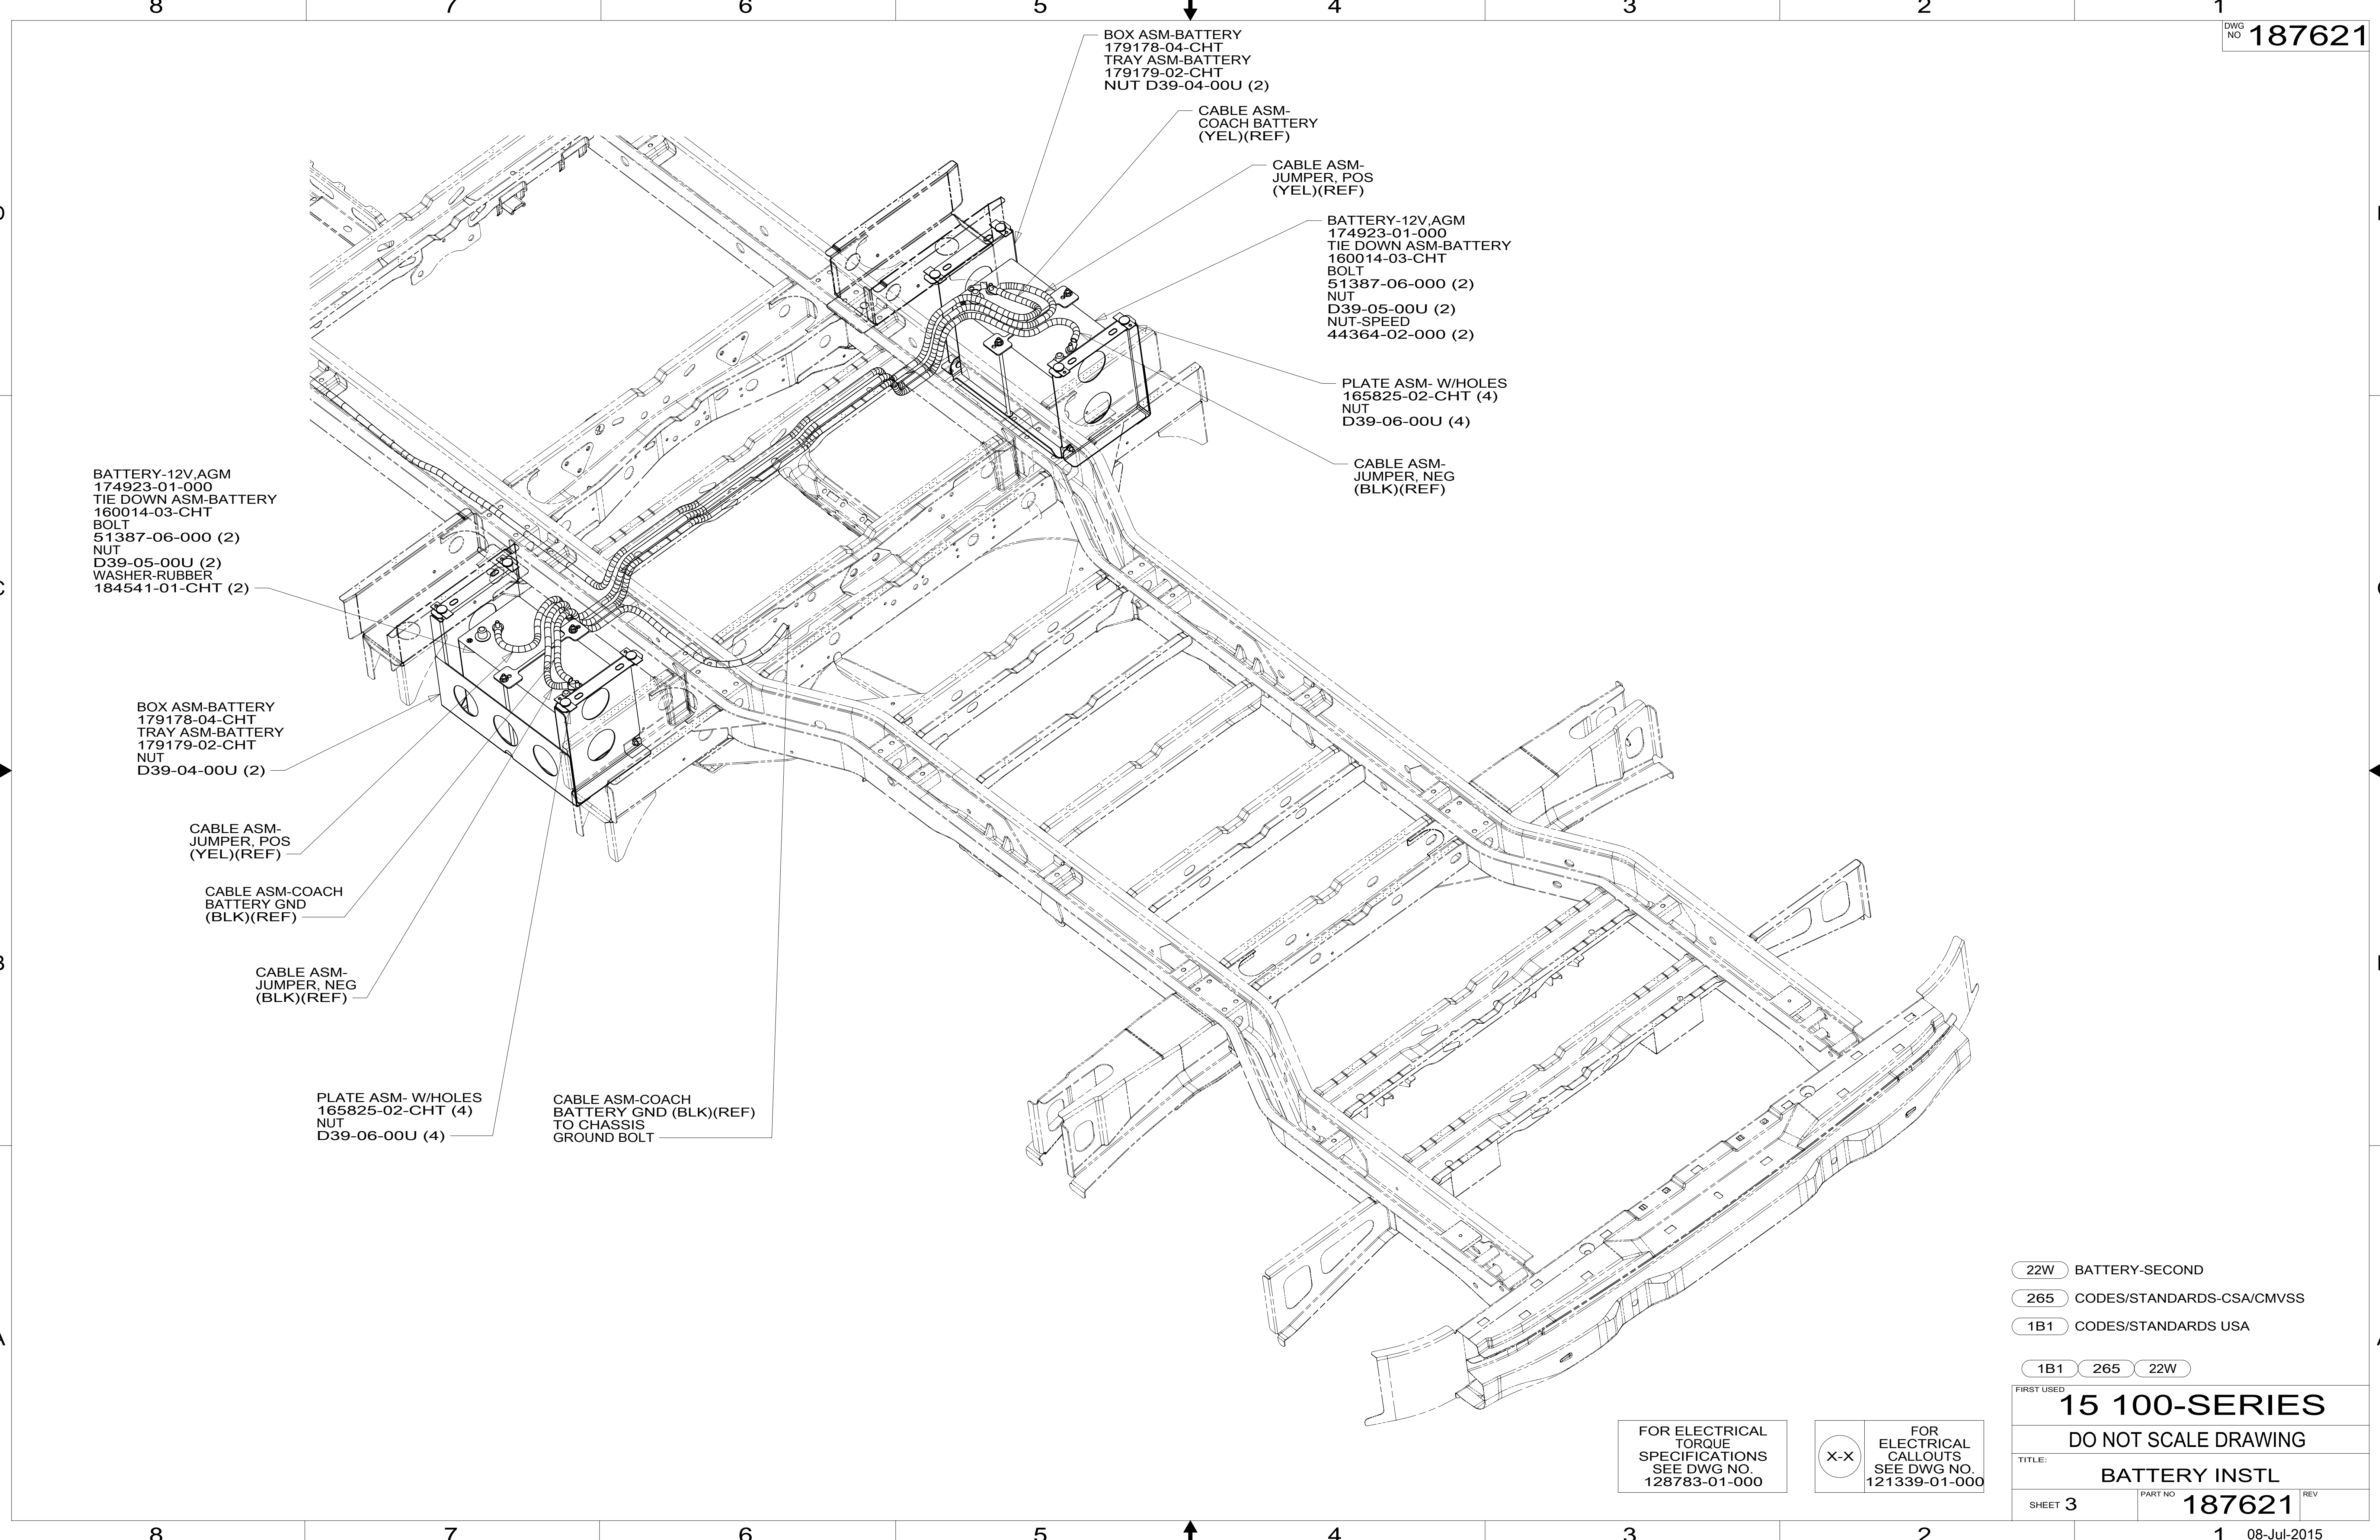 8 7 6 5 4 3 2 1
DWG
NO
187621
BOX ASM-BATTERY
179178-04-CHT
TRAY ASM-BATTERY
179179-02-CHT
NUT D39-04-00U (2)
CABLE ASM-
COACH BATTERY
(YEL)(REF)
CABLE ASM-
JUMPER, POS
(YEL)(REF)
BATTERY-12V,AGM
174923-01-000
TIE DOWN ASM-BATTERY
160014-03-CHT
BOLT
51387-06-000 (2)
NUT
D39-05-00U (2)
NUT-SPEED
44364-02-000 (2)
PLATE ASM- W/HOLES
165825-02-CHT (4)
NUT
D39-06-00U (4)
CABLE ASM-
JUMPER, NEG
(BLK)(REF)
BATTERY-12V,AGM
174923-01-000
TIE DOWN ASM-BATTERY
160014-03-CHT
BOLT
51387-06-000 (2)
NUT
D39-05-00U (2)
WASHER-RUBBER
184541-01-CHT (2)
BOX ASM-BATTERY
179178-04-CHT
TRAY ASM-BATTERY
179179-02-CHT
NUT
D39-04-00U (2)
CABLE ASM-
JUMPER, POS
(YEL)(REF)
CABLE ASM-COACH
BATTERY GND
(BLK)(REF)
CABLE ASM-
JUMPER, NEG
(BLK)(REF)
PLATE ASM- W/HOLES
165825-02-CHT (4)
NUT
D39-06-00U (4)
CABLE ASM-COACH
BATTERY GND (BLK)(REF)
TO CHASSIS
GROUND BOLT
22W BATTERY-SECOND
265 CODES/STANDARDS-CSA/CMVSS
1B1 CODES/STANDARDS USA
1B1 265 22W
FOR ELECTRICAL
TORQUE
SPECIFICATIONS
SEE DWG NO.
128783-01-000
X-X
FOR
ELECTRICAL
CALLOUTS
SEE DWG NO.
121339-01-000
FIRST USED
15 100-SERIES
DO NOT SCALE DRAWING
TITLE:
BATTERY INSTL
SHEET 3
PART NO
187621
REV
8 7 6 5 4 3 2 1
08-Jul-2015